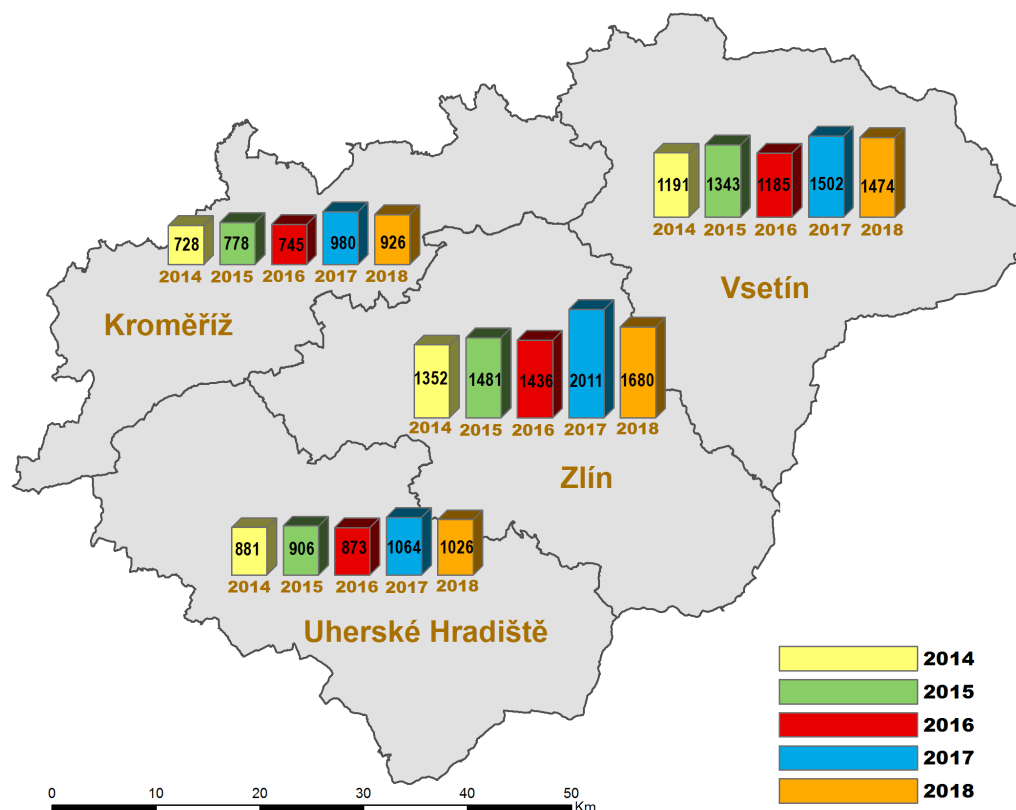 1191 1343 1185 1502 1474
2014 2015 2016 2017 2018
Vsetín
728 778 745 980 926
2014 2015 2016 2017 2018
Kroměříž
1352 1481 1436 2011 1680
2014 2015 2016 2017 2018
Zlín
881 906 873 1064 1026
2014 2015 2016 2017 2018
Uherské Hradiště
2014
2015
2016
2017
2018
0 10 20 30 40 50
Km